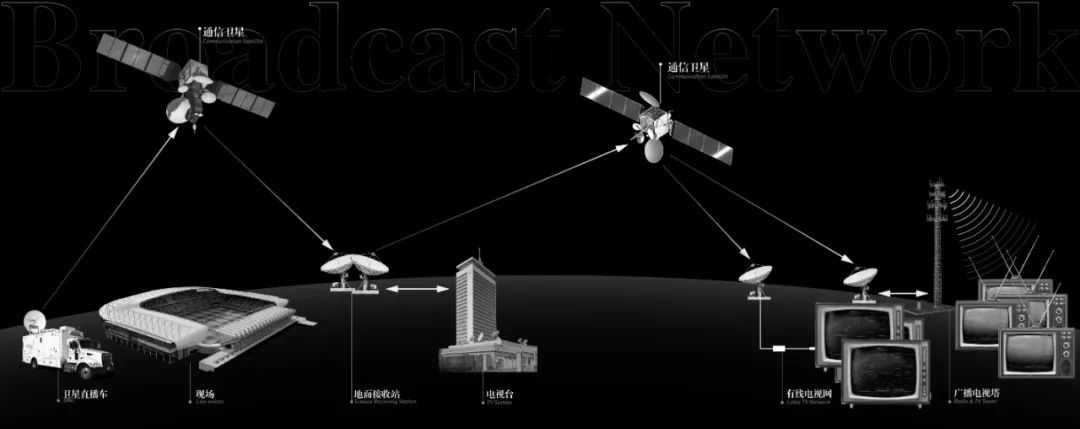 Broadcast Network
通信卫星
Communication Satellite
通信卫星
Communication Satellite
卫星直播车
SNG
现场
Live events
地面接收站
Ground Receiving Station
电视台
TV Station
有线电视网
Cable TV Network
广播电视塔
Radio & TV Tower